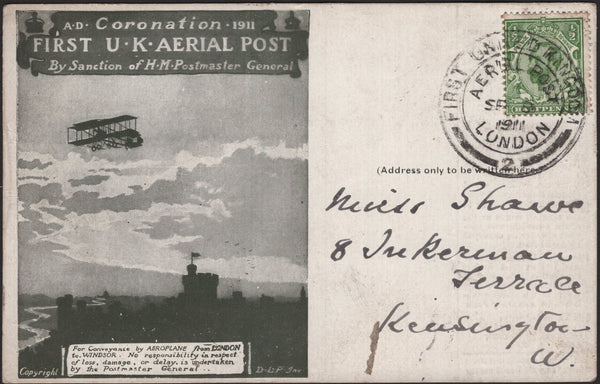 A·D· Coronation ·1911
FIRST U·K·AERIAL POST
By Sanction of H·M·Postmaster General
For Conveyance by AEROPLANE from LONDON
to WINDSOR. No responsibility in respect
of loss, damage, or delay, is undertaken
by the Postmaster General
Copyright
D·L·P· Inv
FIRST UNITED KINGDOM
AERIAL POST
1911
LONDON
2
HALFPENNY
(Address only to be written here)
Miss Shawe
8 Inkerman
Terrace
Kensington
W.